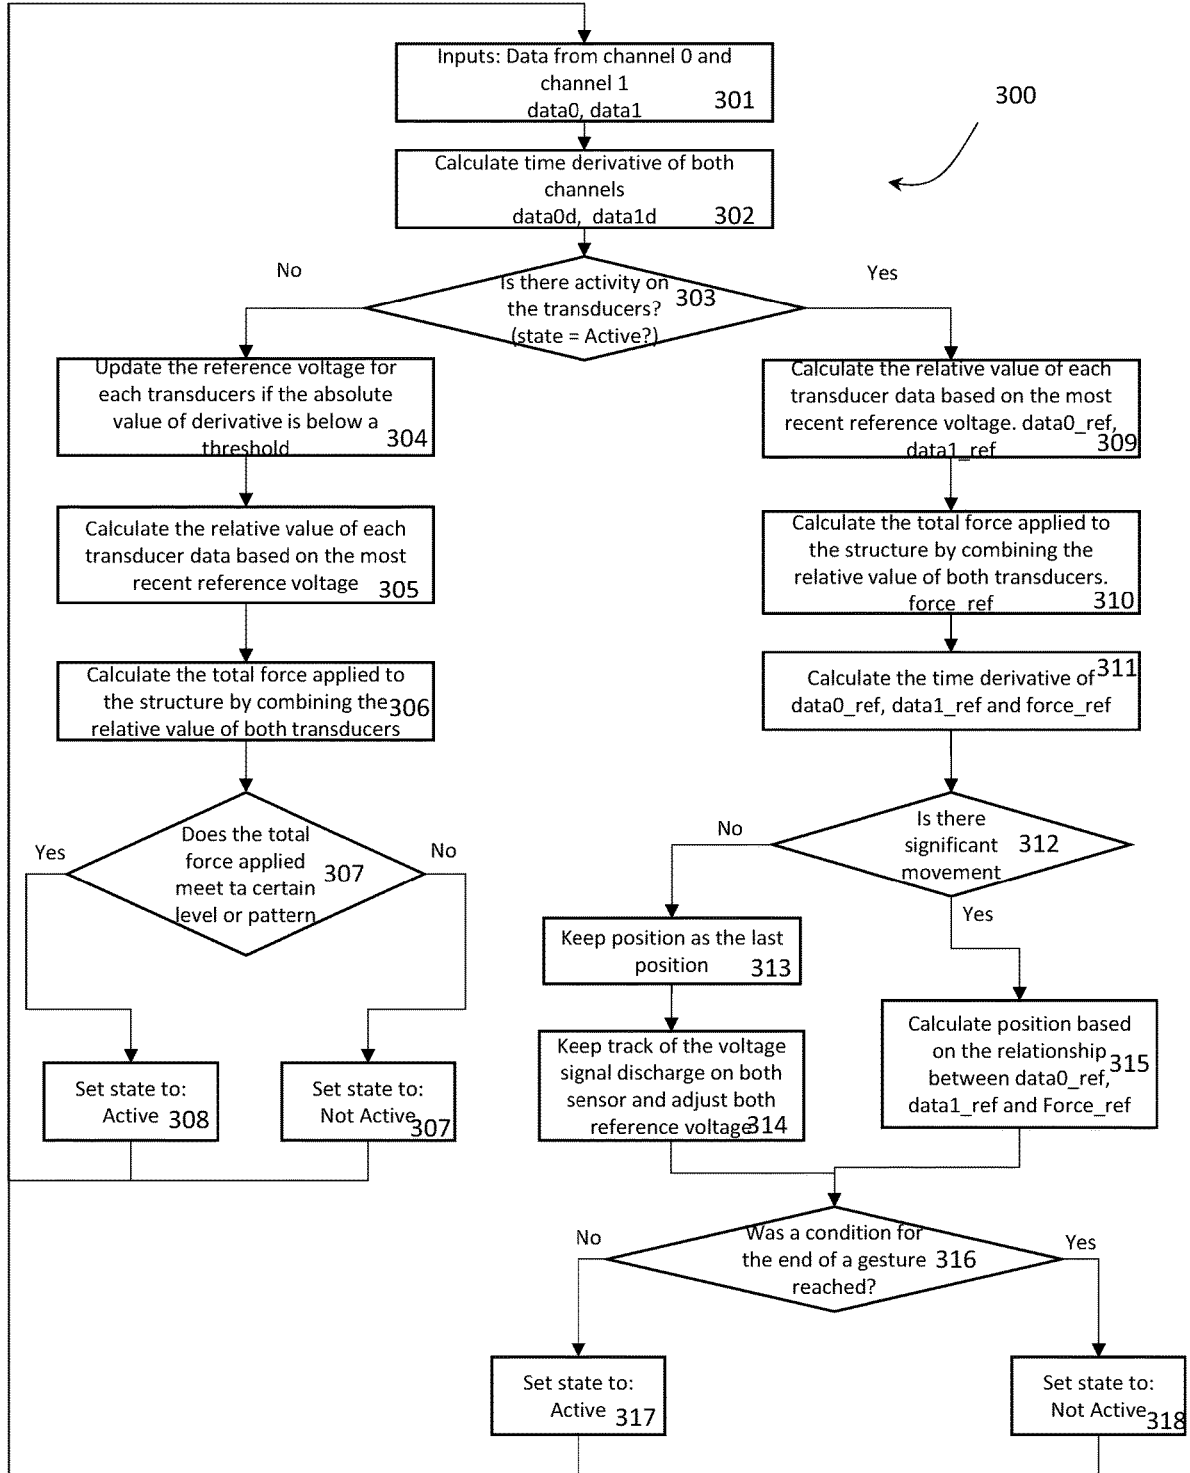 Inputs: Data from channel 0 and
channel 1
data0, data1
301
300
Calculate time derivative of both
channels
data0d, data1d
302
No
Is there activity on
the transducers?
(state = Active?)
303
Yes
Update the reference voltage for
each transducers if the absolute
value of derivative is below a
threshold
304
Calculate the relative value of each
transducer data based on the most
recent reference voltage. data0_ref,
data1_ref
309
Calculate the relative value of each
transducer data based on the most
recent reference voltage
305
Calculate the total force applied to
the structure by combining the
relative value of both transducers.
force_ref
310
Calculate the total force applied to
the structure by combining the
relative value of both transducers
306
Calculate the time derivative of
data0_ref, data1_ref and force_ref
311
Yes
Does the total
force applied
meet ta certain
level or pattern
307
No
No
Is there
significant
movement
312
Yes
Keep position as the last
position
313
Keep track of the voltage
signal discharge on both
sensor and adjust both
reference voltage
314
Calculate position based
on the relationship
between data0_ref,
data1_ref and Force_ref
315
Set state to:
Active
308
Set state to:
Not Active
307
No
Was a condition for
the end of a gesture
reached?
316
Yes
Set state to:
Active
317
Set state to:
Not Active
318